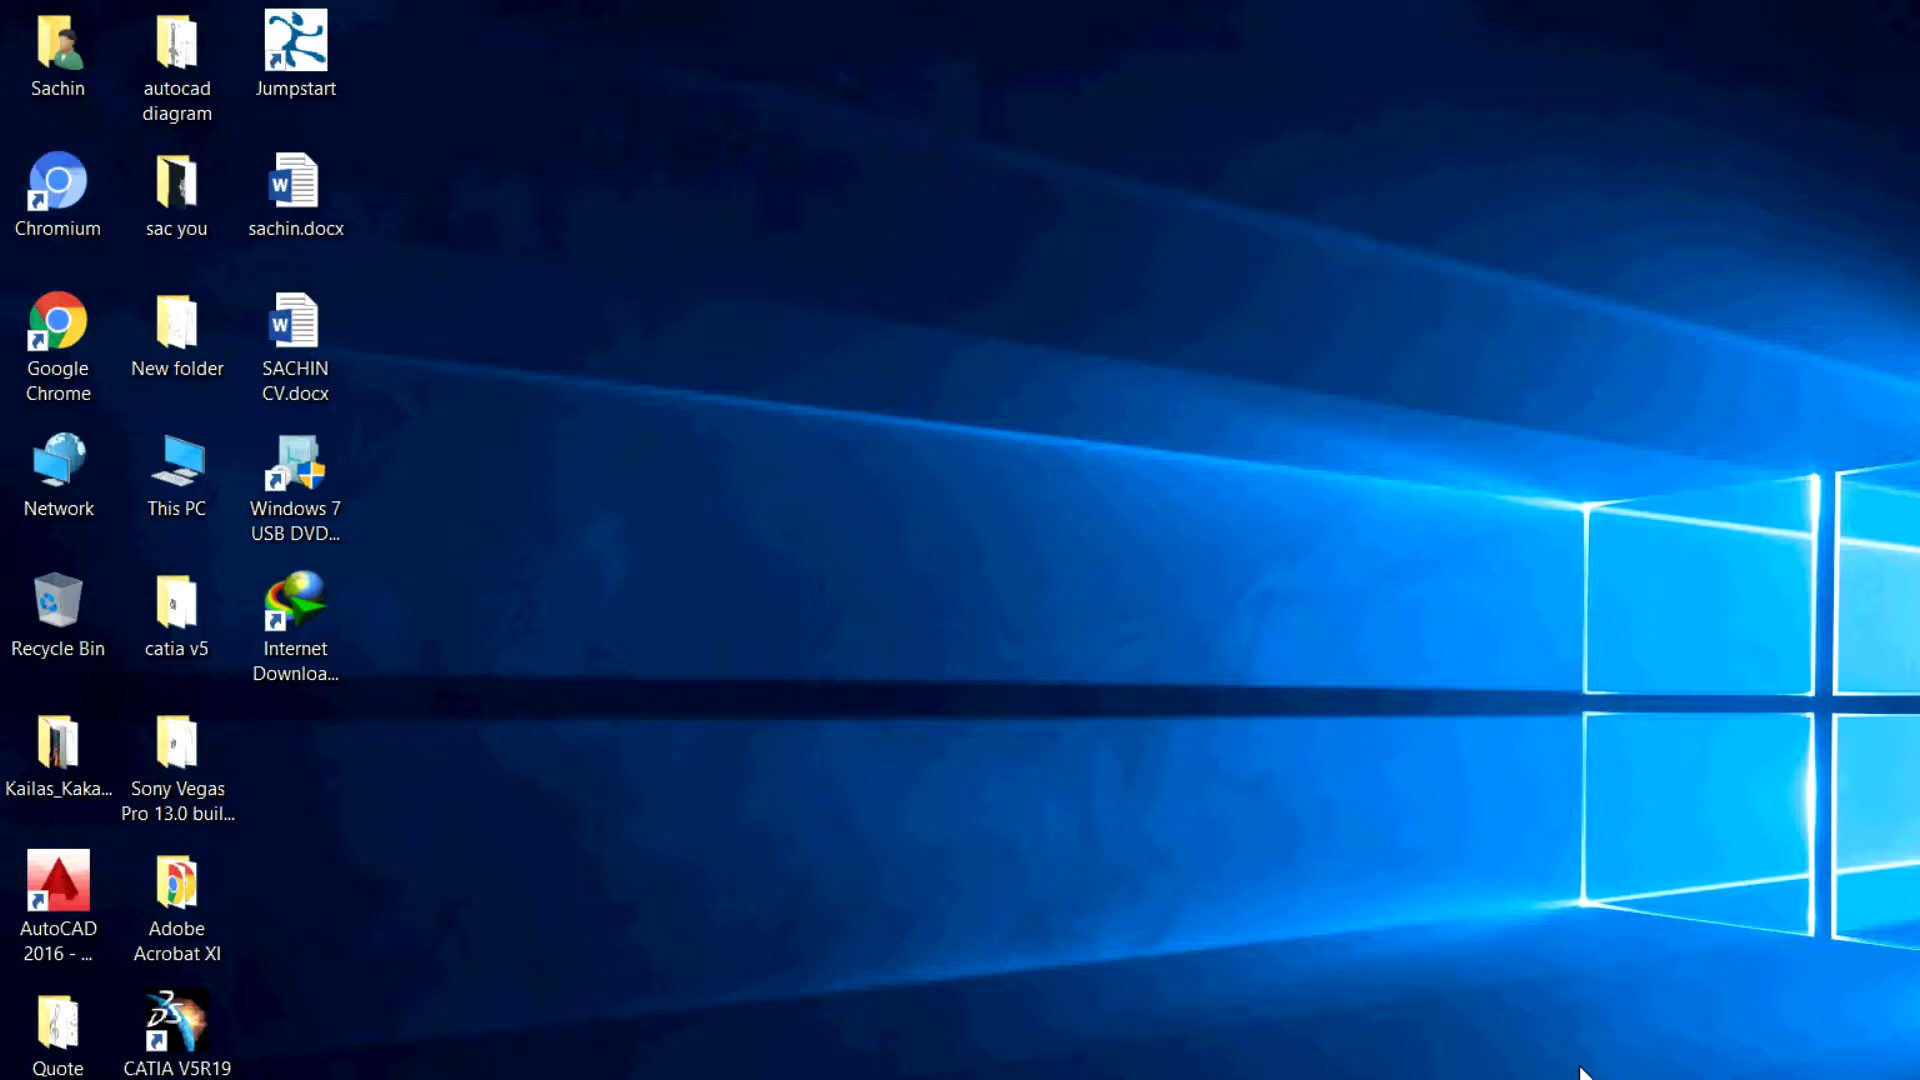 Sachin
autocad
diagram
Jumpstart
Chromium
sac you
sachin.docx
Google
Chrome
New folder
SACHIN
CV.docx
Network
This PC
Windows 7
USB DVD...
Recycle Bin
catia v5
Internet
Downloa...
Kailas_Kaka...
Sony Vegas
Pro 13.0 buil...
AutoCAD
2016 - ...
Adobe
Acrobat XI
Quote
CATIA V5R19